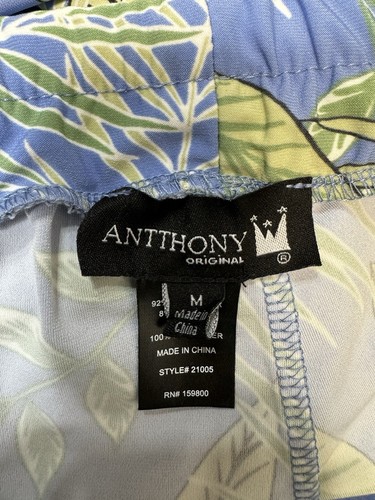 ANTTHONY
ORIGINAL ®
M
Made in
China
MADE IN CHINA
STYLE# 21005
RN# 159800